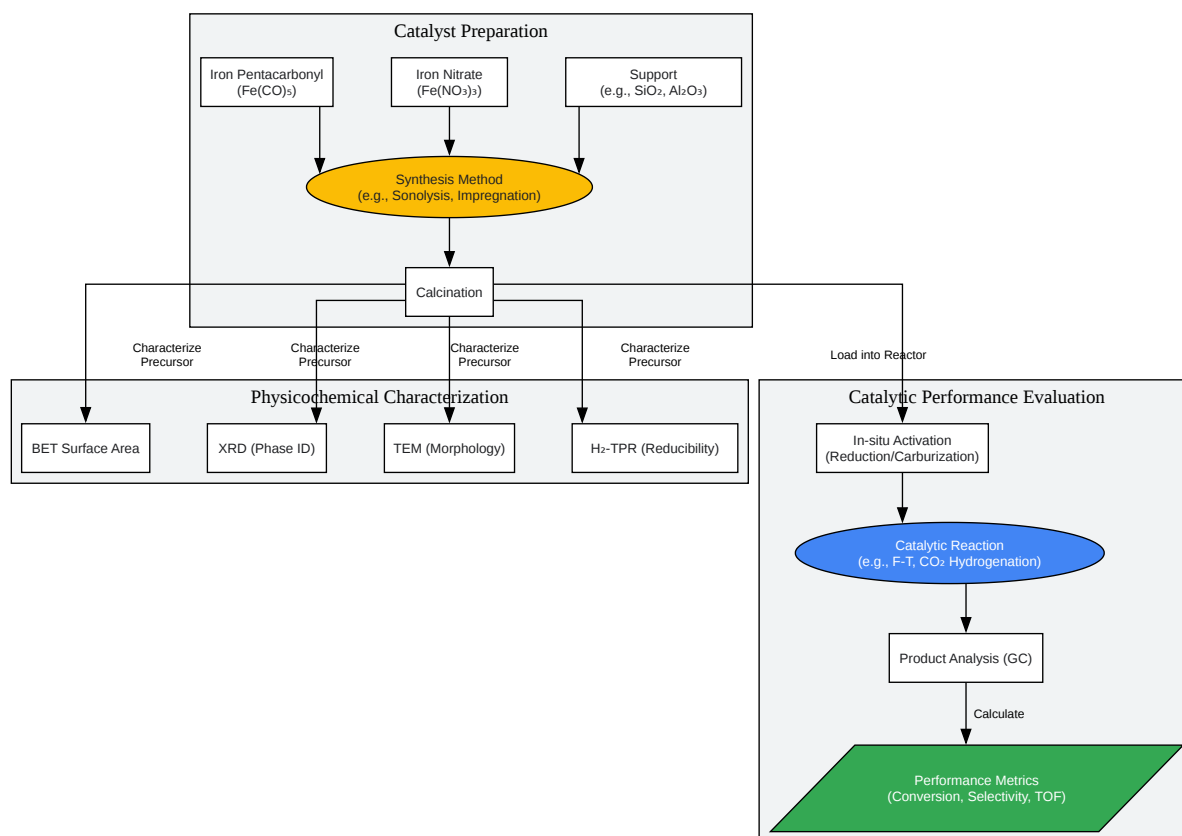 Catalyst Preparation
Iron Pentacarbonyl
(Fe(CO)₅)
Iron Nitrate
(Fe(NO₃)₃)
Support
(e.g., SiO₂, Al₂O₃)
Synthesis Method
(e.g., Sonolysis, Impregnation)
Calcination
Characterize
Precursor
Characterize
Precursor
Characterize
Precursor
Characterize
Precursor
Load into Reactor
Physicochemical Characterization
BET Surface Area
XRD (Phase ID)
TEM (Morphology)
H₂-TPR (Reducibility)
Catalytic Performance Evaluation
In-situ Activation
(Reduction/Carburization)
Catalytic Reaction
(e.g., F-T, CO₂ Hydrogenation)
Product Analysis (GC)
Calculate
Performance Metrics
(Conversion, Selectivity, TOF)